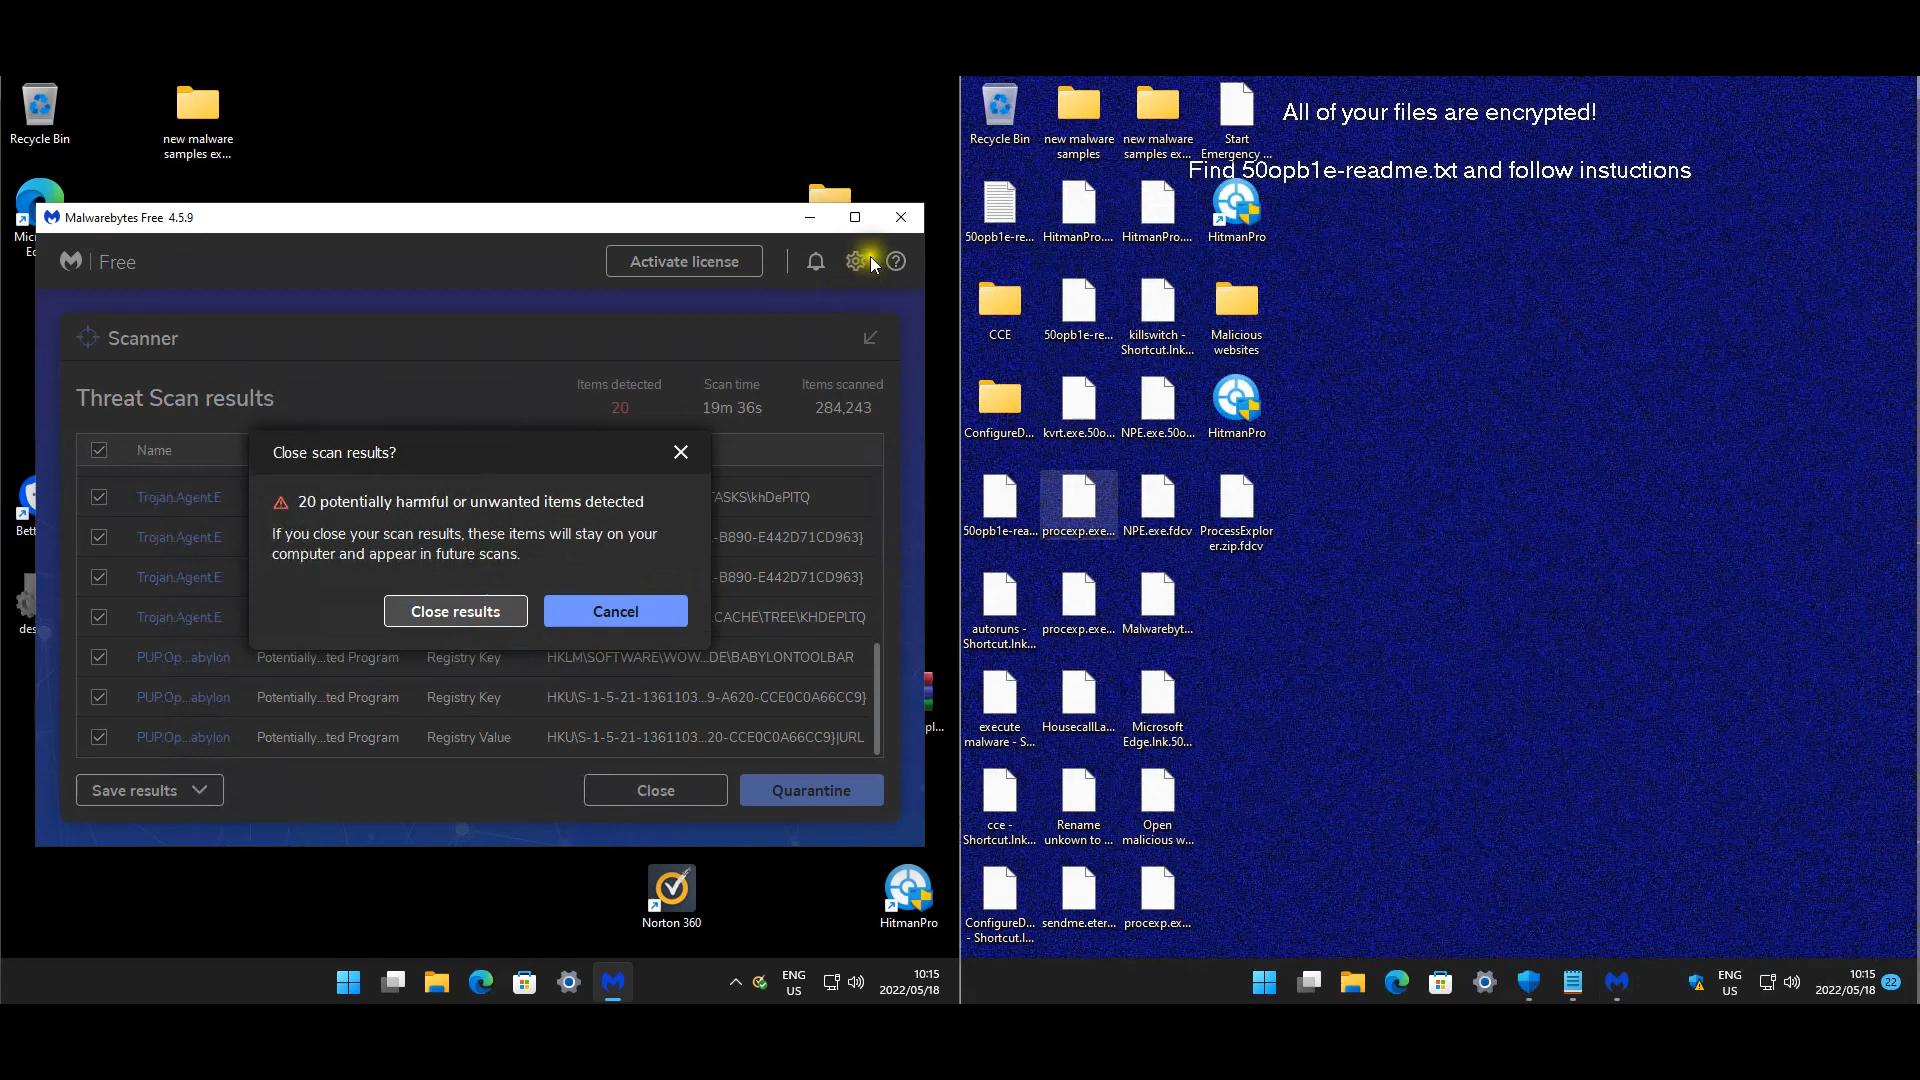 Recycle Bin
new malware
samples ex...
Malwarebytes Free 4.5.9
Free
Activate license
Scanner
Threat Scan results
Items detected
20
Scan time
19m 36s
Items scanned
284,243
Name
Trojan.Agent.E
TASKS\khDePlTQ
Trojan.Agent.E
-B890-E442D71CD963}
Trojan.Agent.E
-B890-E442D71CD963}
Trojan.Agent.E
CACHE\TREE\KHDEPLTQ
PUP.Op...abylon
Potentially...ted Program
Registry Key
HKLM\SOFTWARE\WOW...DE\BABYLONTOOLBAR
PUP.Op...abylon
Potentially...ted Program
Registry Key
HKU\S-1-5-21-1361103...9-A620-CCE0C0A66CC9}
PUP.Op...abylon
Potentially...ted Program
Registry Value
HKU\S-1-5-21-1361103...20-CCE0C0A66CC9}|URL
Close scan results?
20 potentially harmful or unwanted items detected
If you close your scan results, these items will stay on your
computer and appear in future scans.
Close results
Cancel
Save results
Close
Quarantine
Norton 360
HitmanPro
ENG
US
10:15
2022/05/18
All of your files are encrypted!
Find 50opb1e-readme.txt and follow instuctions
Recycle Bin
new malware
samples
new malware
samples ex...
Start
Emergency ...
50opb1e-re...
HitmanPro....
HitmanPro....
HitmanPro
CCE
50opb1e-re...
killswitch -
Shortcut.lnk...
Malicious
websites
ConfigureD...
kvrt.exe.50o...
NPE.exe.50o...
HitmanPro
50opb1e-rea...
procexp.exe...
NPE.exe.fdcv
ProcessExplor
er.zip.fdcv
autoruns -
Shortcut.lnk...
procexp.exe...
Malwarebyt...
execute
malware - S...
HousecallLa...
Microsoft
Edge.lnk.50...
cce -
Shortcut.lnk...
Rename
unkown to ...
Open
malicious w...
ConfigureD...
- Shortcut.l...
sendme.eter...
procexp.ex...
ENG
US
10:15
2022/05/18
22